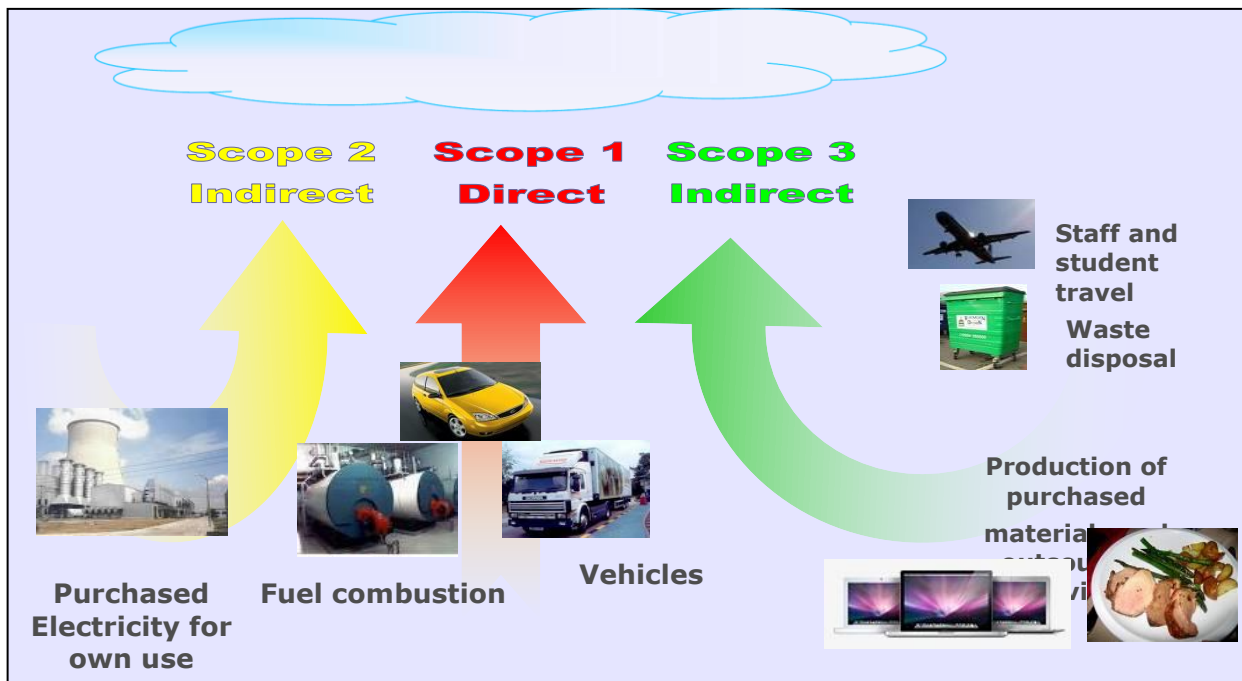 Scope 2
Indirect
Scope 1
Direct
Scope 3
Indirect
Staff and
student
travel
Waste
disposal
Production of
purchased
Purchased
Electricity for
own use
Fuel combustion
Vehicles